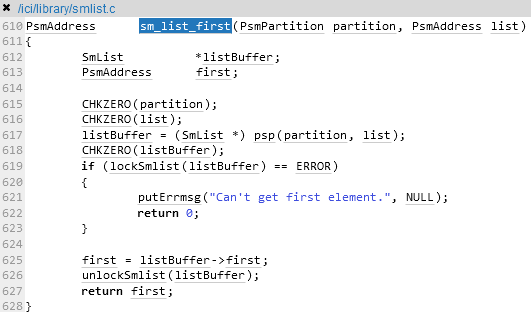 ✕ /ici/library/smlist.c
610 PsmAddress sm_list_first(PsmPartition partition, PsmAddress list)
611 {
612 SmList *listBuffer;
613 PsmAddress first;
614
615 CHKZERO(partition);
616 CHKZERO(list);
617 listBuffer = (SmList *) psp(partition, list);
618 CHKZERO(listBuffer);
619 if (lockSmlist(listBuffer) == ERROR)
620 {
621 putErrmsg("Can't get first element.", NULL);
622 return 0;
623 }
624
625 first = listBuffer->first;
626 unlockSmlist(listBuffer);
627 return first;
628 }